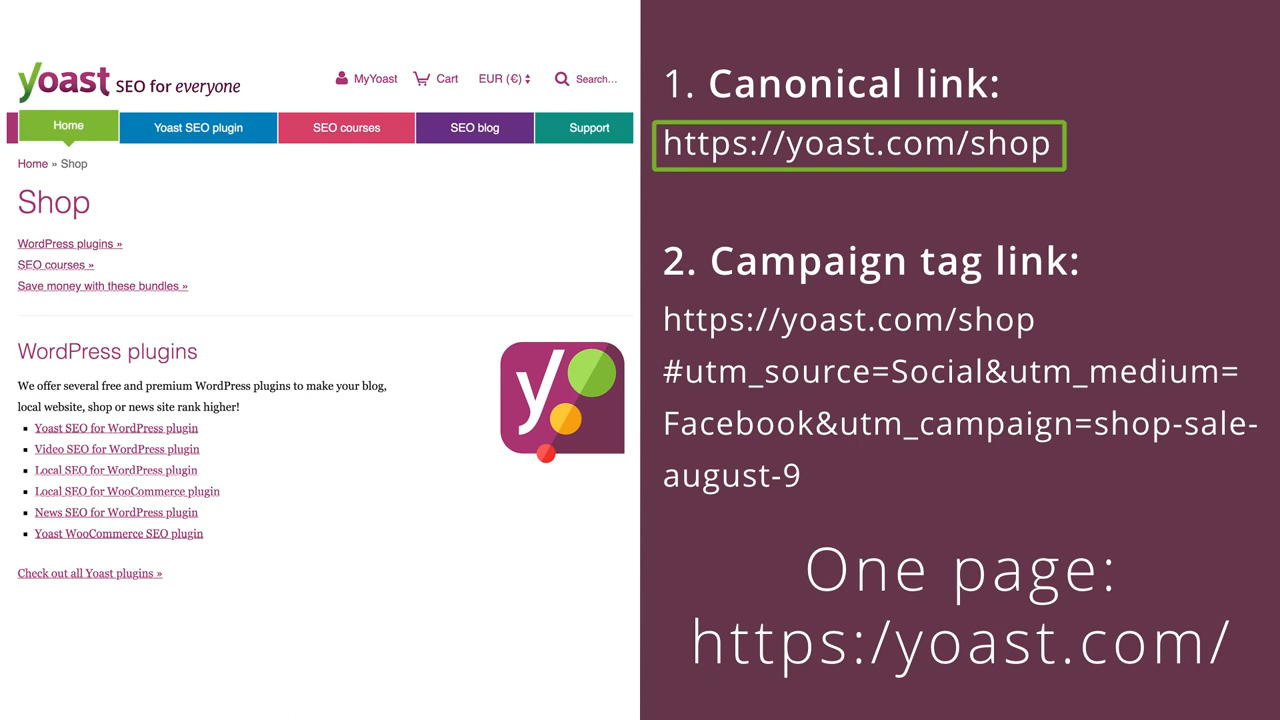 yoast SEO for everyone
MyYoast Cart EUR (€) Search...
Home Yoast SEO plugin SEO courses SEO blog Support
Home » Shop
Shop
WordPress plugins »
SEO courses »
Save money with these bundles »
WordPress plugins
We offer several free and premium WordPress plugins to make your blog,
local website, shop or news site rank higher!
Yoast SEO for WordPress plugin
Video SEO for WordPress plugin
Local SEO for WordPress plugin
Local SEO for WooCommerce plugin
News SEO for WordPress plugin
Yoast WooCommerce SEO plugin
Check out all Yoast plugins »
y
1. Canonical link:
https://yoast.com/shop
2. Campaign tag link:
https://yoast.com/shop
#utm_source=Social&utm_medium=
Facebook&utm_campaign=shop-sale-
august-9
One page:
https:/yoast.com/